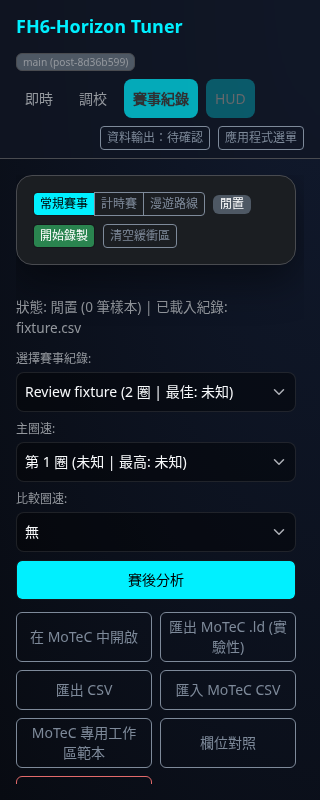 FH6-Horizon Tuner
main (post-8d36b599)
即時 調校 賽事紀錄 HUD
資料輸出：待確認 應用程式選單
常規賽事 計時賽 漫遊路線 閒置
開始錄製 清空緩衝區
狀態: 閒置 (0 筆樣本) | 已載入紀錄:
fixture.csv
選擇賽事紀錄:
Review fixture (2 圈 | 最佳: 未知)
主圈速:
第 1 圈 (未知 | 最高: 未知)
比較圈速:
無
賽後分析
在 MoTeC 中開啟
匯出 MoTeC .ld (實
驗性)
匯出 CSV
匯入 MoTeC CSV
MoTeC 專用工作
區範本
欄位對照